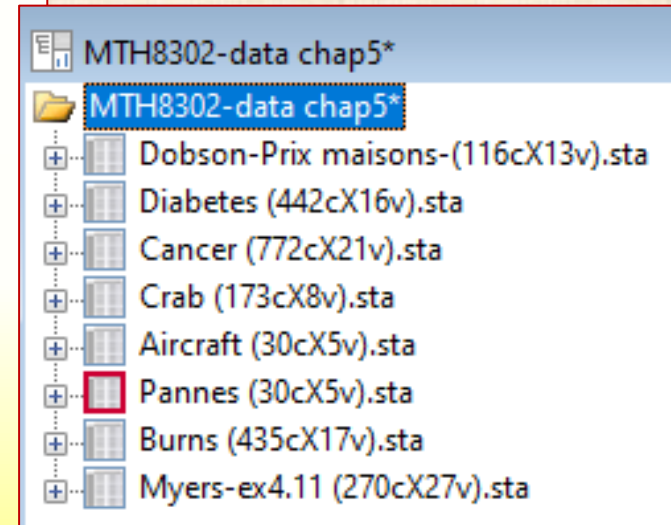 MTH8302-data chap5*
MTH8302-data chap5*
Dobson-Prix maisons-(116cX13v).sta
Diabetes (442cX16v).sta
Cancer (772cX21v).sta
Crab (173cX8v).sta
Aircraft (30cX5v).sta
Pannes (30cX5v).sta
Burns (435cX17v).sta
Myers-ex4.11 (270cX27v).sta